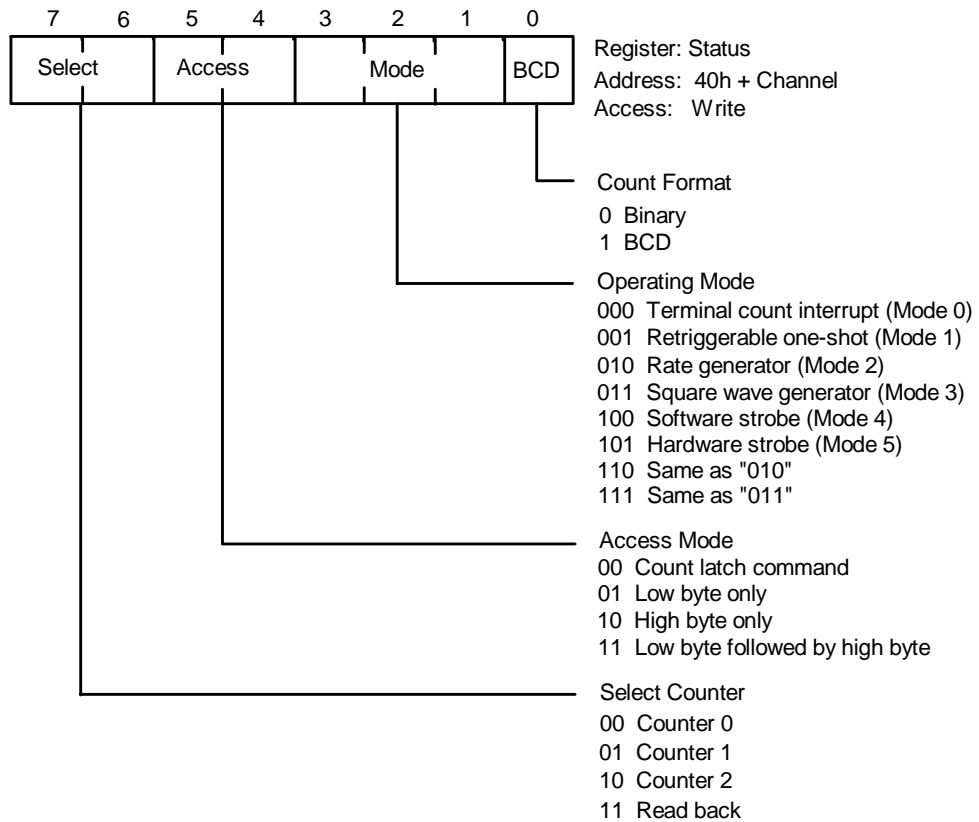 7 6 5 4 3 2 1 0
Select Access Mode BCD
Register: Status
Address: 40h + Channel
Access: Write
Count Format
0 Binary
1 BCD
Operating Mode
000 Terminal count interrupt (Mode 0)
001 Retriggerable one-shot (Mode 1)
010 Rate generator (Mode 2)
011 Square wave generator (Mode 3)
100 Software strobe (Mode 4)
101 Hardware strobe (Mode 5)
110 Same as "010"
111 Same as "011"
Access Mode
00 Count latch command
01 Low byte only
10 High byte only
11 Low byte followed by high byte
Select Counter
00 Counter 0
01 Counter 1
10 Counter 2
11 Read back